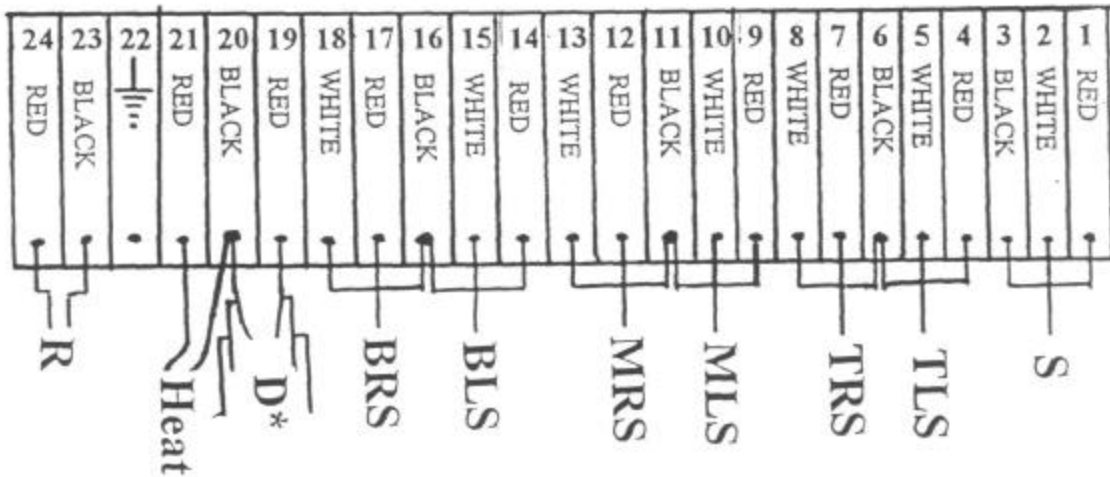 24 23 22 21 20 19 18 17 16 15 14 13 12 11 10 9 8 7 6 5 4 3 2 1
RED BLACK RED BLACK RED WHITE RED BLACK WHITE RED WHITE RED BLACK WHITE RED WHITE RED BLACK WHITE RED BLACK WHITE RED
R Heat D* BRS BLS MRS MLS TRS TLS S